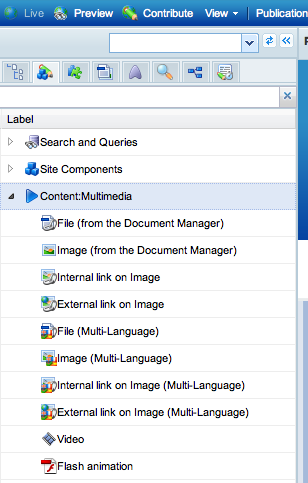 Live Preview Contribute View Publication
Label
Search and Queries
Site Components
Content:Multimedia
File (from the Document Manager)
Image (from the Document Manager)
Internal link on Image
External link on Image
File (Multi-Language)
Image (Multi-Language)
Internal link on Image (Multi-Language)
External link on Image (Multi-Language)
Video
Flash animation